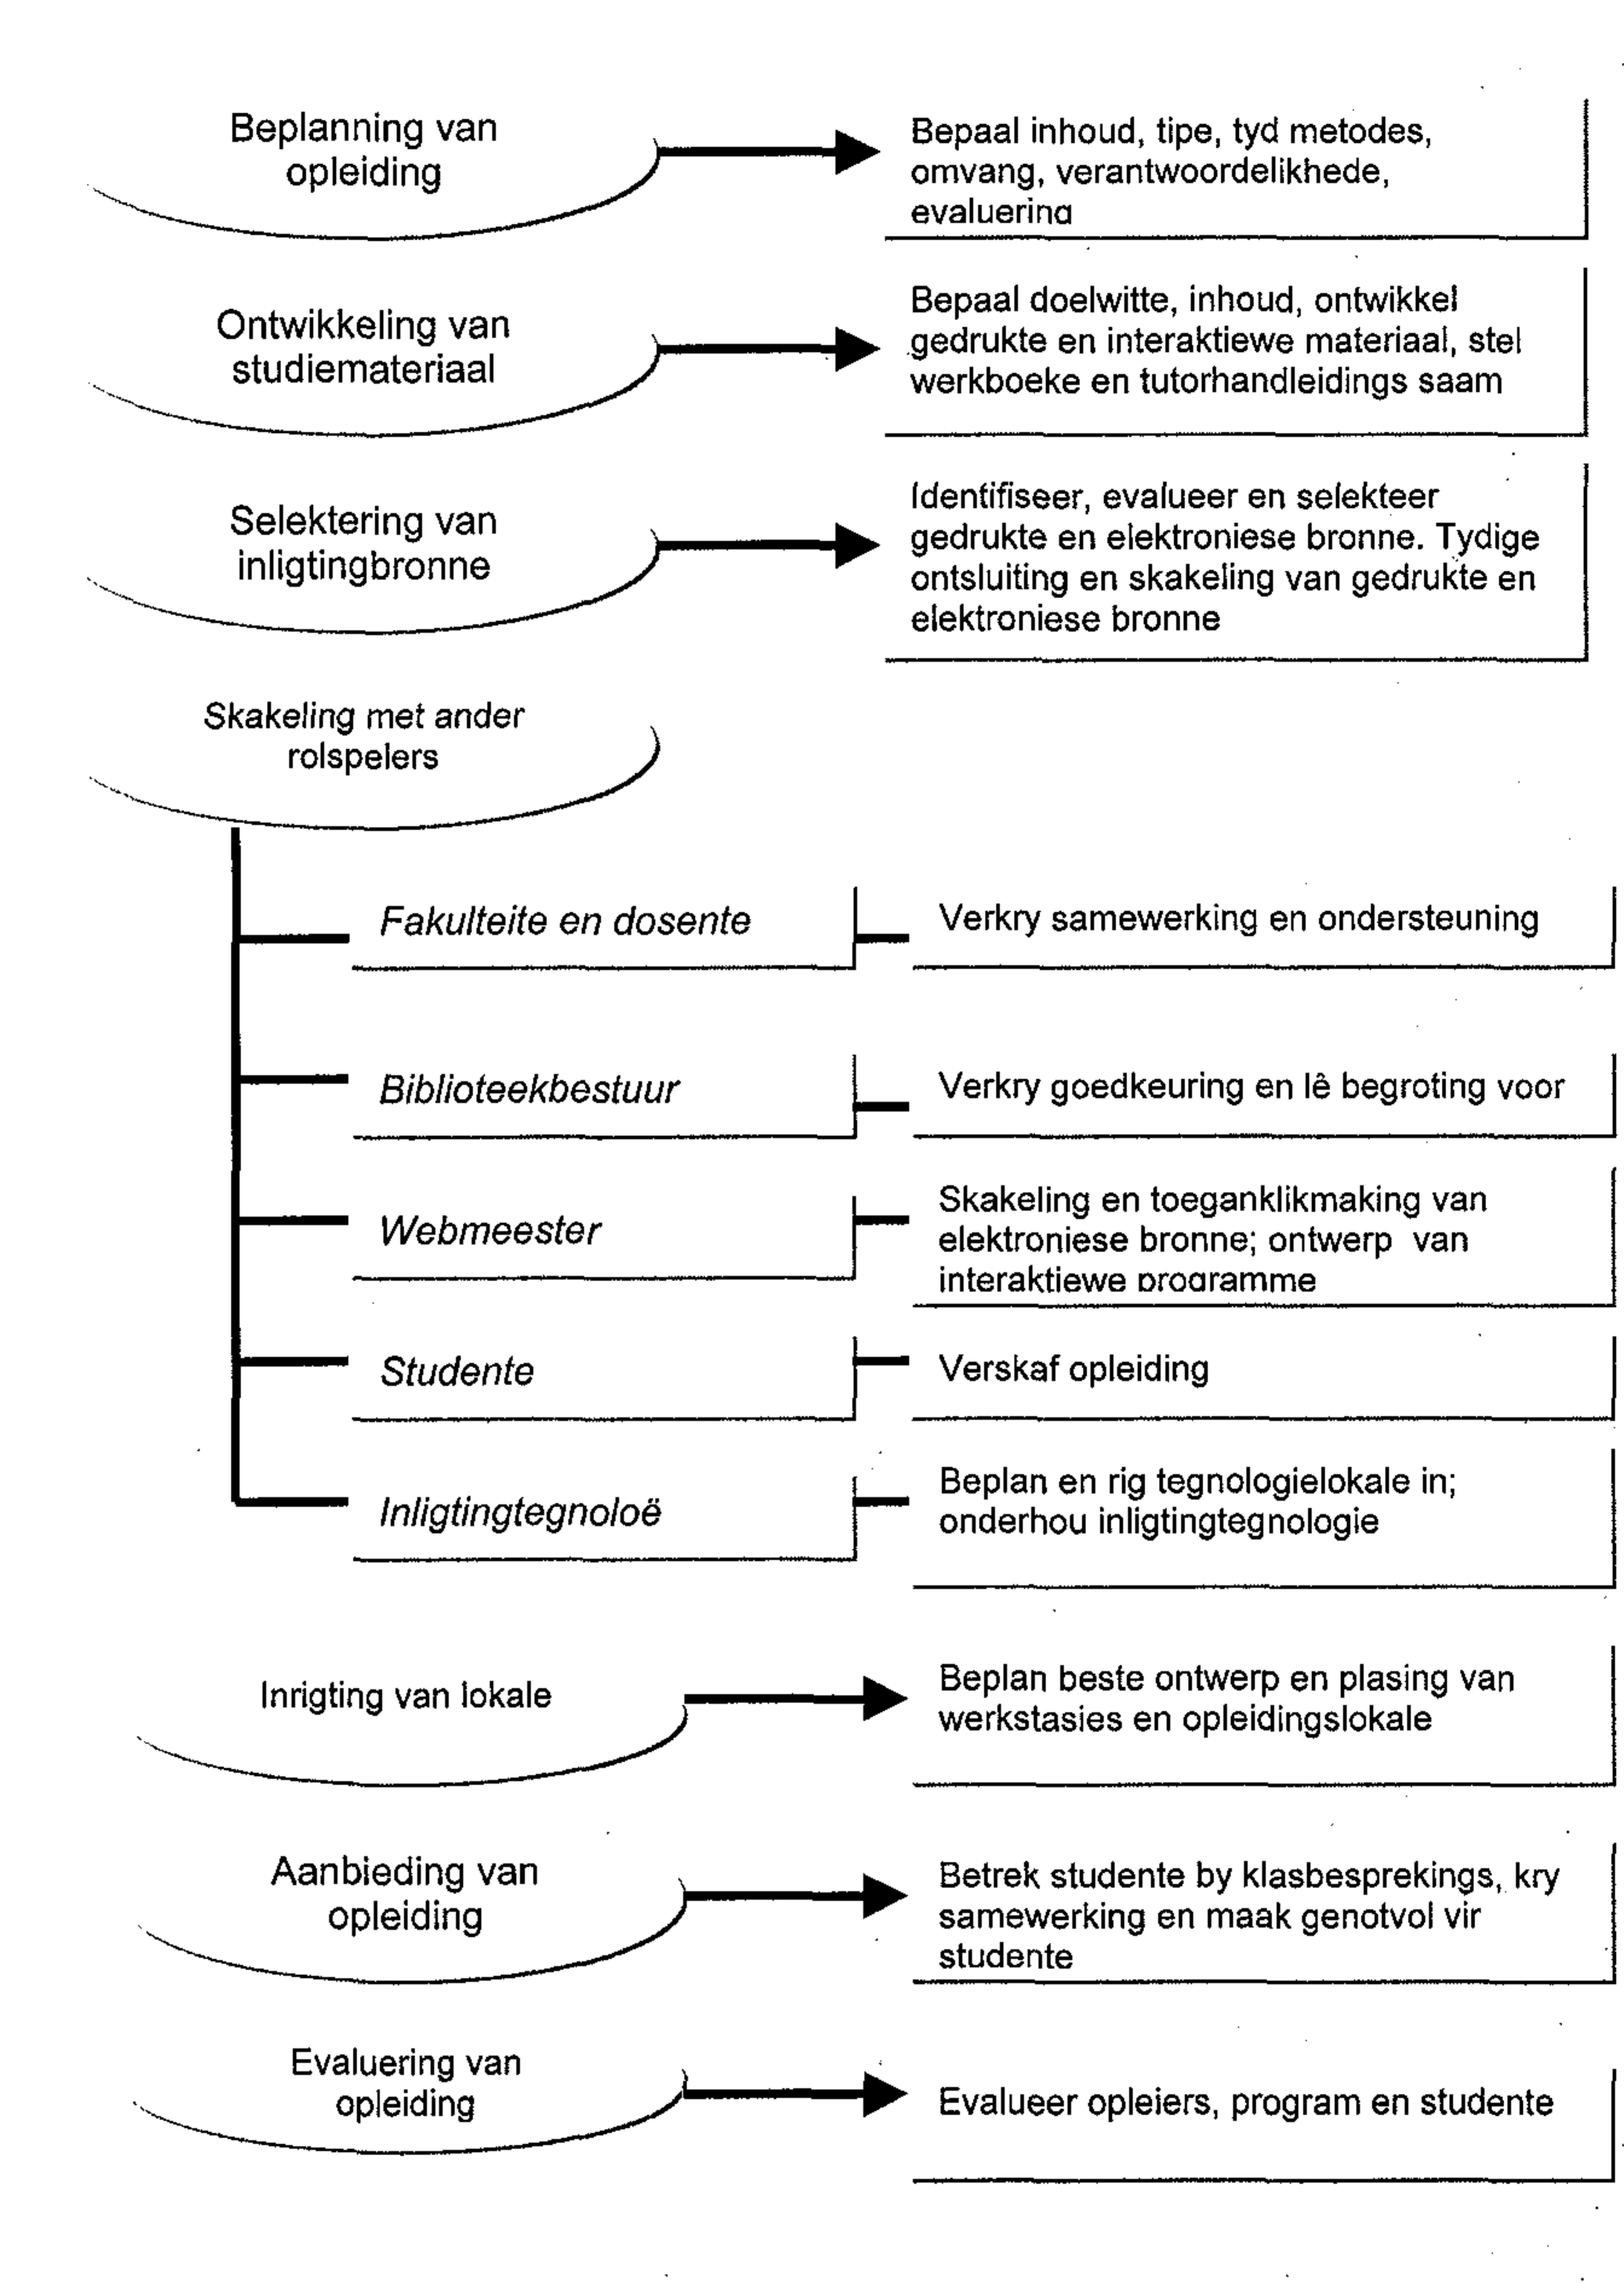 Beplanning van
opleiding
Bepaal inhoud, tipe, tyd metodes,
omvang, verantwoordelikhede,
evaluering
Ontwikkeling van
studiemateriaal
Bepaal doelwitte, inhoud, ontwikkel
gedrukte en interaktiewe materiaal, stel
werkboeke en tutorhandleidings saam
Selektering van
inligtingbronne
Identifiseer, evalueer en selekteer
gedrukte en elektroniese bronne. Tydige
ontsluiting en skakeling van gedrukte en
elektroniese bronne
Skakeling met ander
rolspelers
Fakulteite en dosente
Verkry samewerking en ondersteuning
Biblioteekbestuur
Verkry goedkeuring en lê begroting voor
Webmeester
Skakeling en toeganklikmaking van
elektroniese bronne; ontwerp van
interaktiewe programme
Studente
Verskaf opleiding
Inligtingtegnoloë
Beplan en rig tegnologielokale in;
onderhou inligtingtegnologie
Inrigting van lokale
Beplan beste ontwerp en plasing van
werkstasies en opleidingslokale
Aanbieding van
opleiding
Betrek studente by klasbesprekings, kry
samewerking en maak genotvol vir
studente
Evaluering van
opleiding
Evalueer opleiers, program en studente